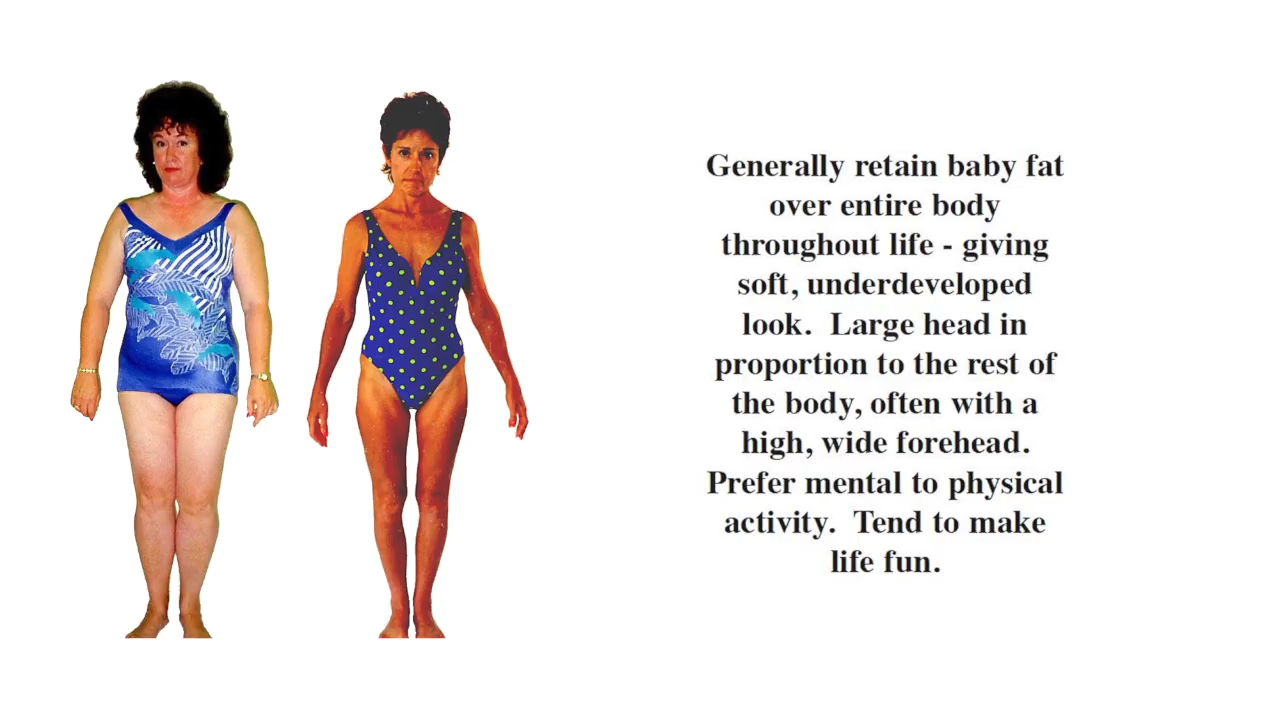 Generally retain baby fat
over entire body
throughout life - giving
soft, underdeveloped
look.  Large head in
proportion to the rest of
the body, often with a
high, wide forehead.
Prefer mental to physical
activity.  Tend to make
life fun.